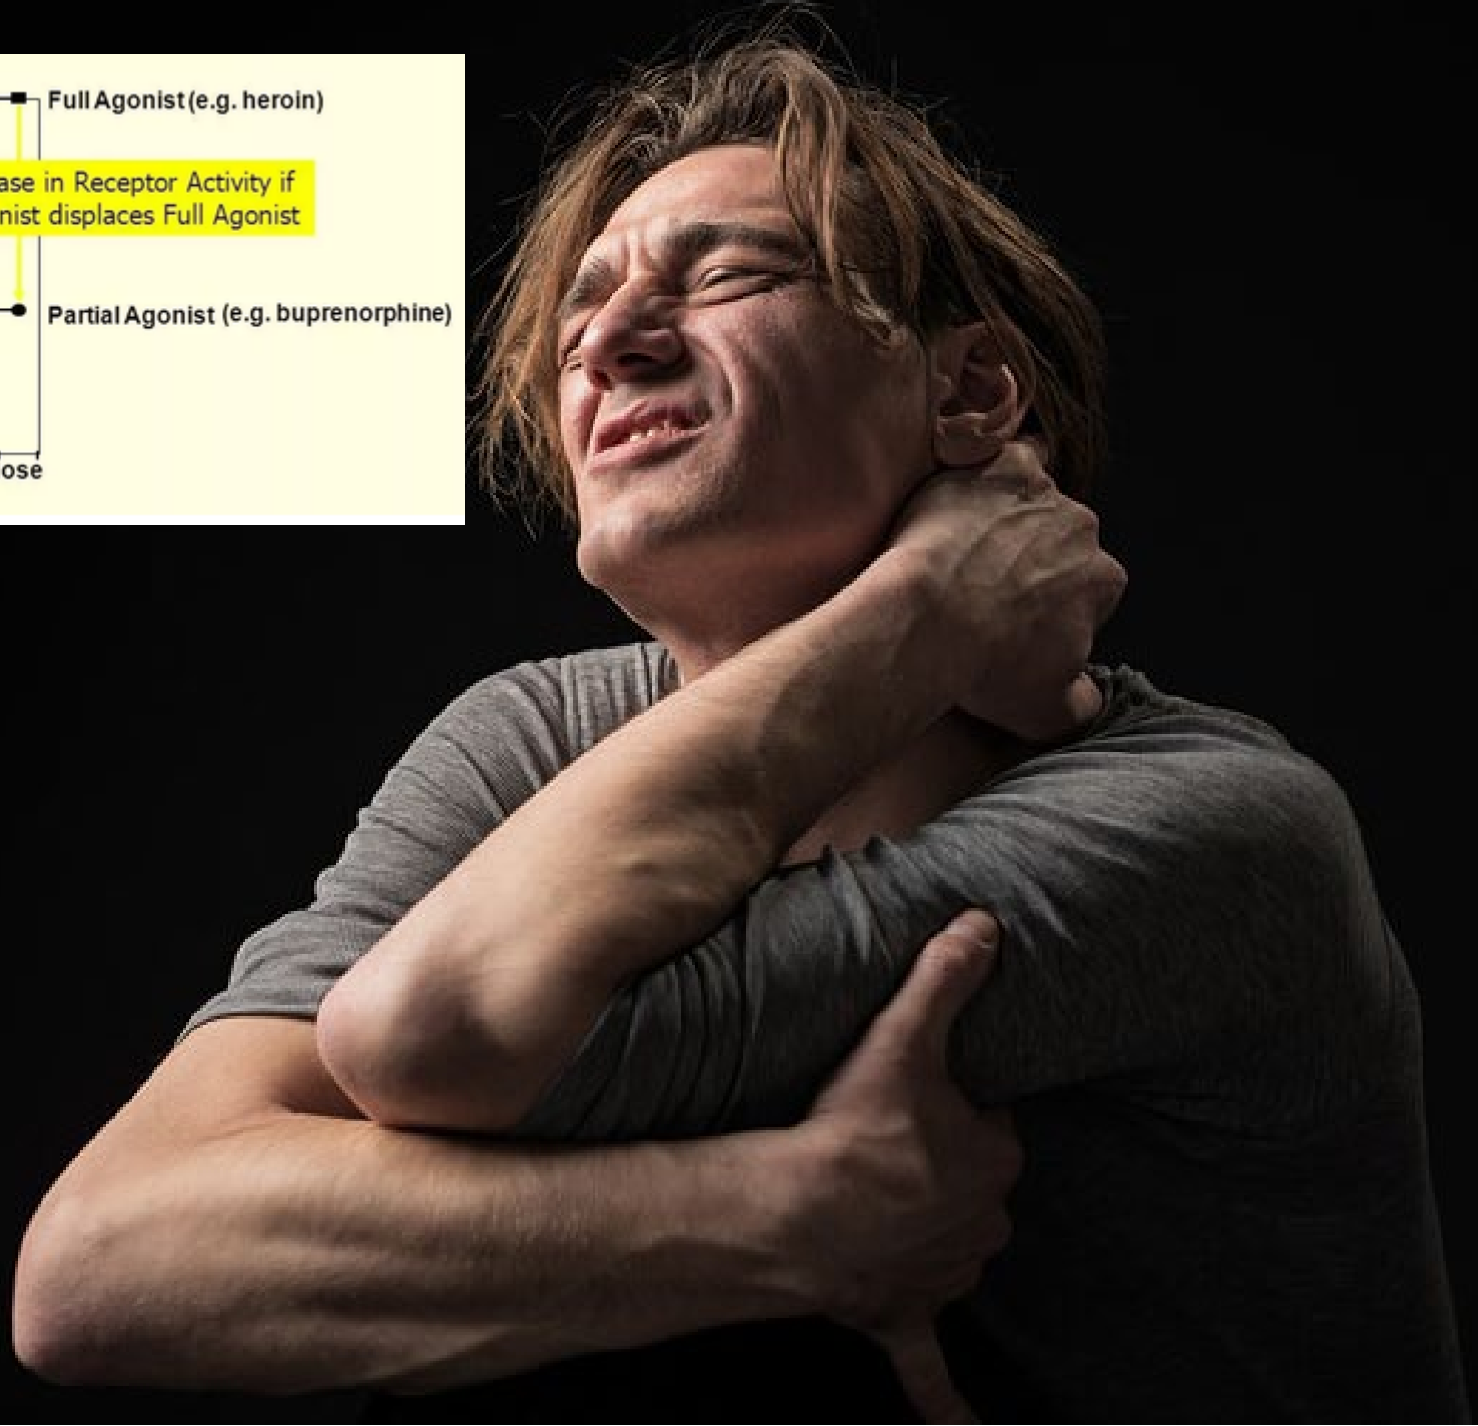 Full Agonist (e.g. heroin)
ase in Receptor Activity if
nist displaces Full Agonist
Partial Agonist (e.g. buprenorphine)
ose